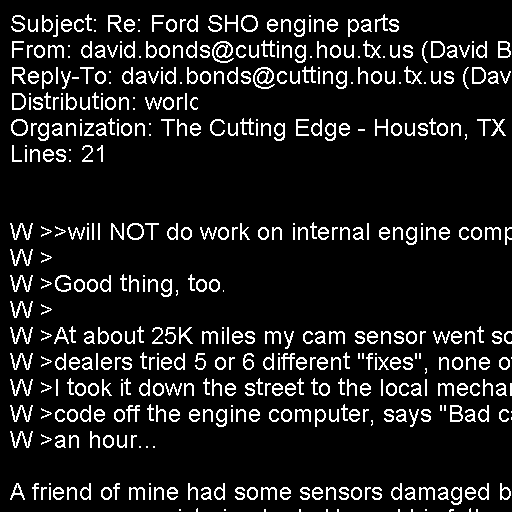 Subject: Re: Ford SHO engine parts
From: david.bonds@cutting.hou.tx.us (David B
Reply-To: david.bonds@cutting.hou.tx.us (Dav
Distribution: world
Organization: The Cutting Edge - Houston, TX
Lines: 21
W >>will NOT do work on internal engine comp
W >
W >Good thing, too.
W >
W >At about 25K miles my cam sensor went so
W >dealers tried 5 or 6 different "fixes", none o
W >I took it down the street to the local mechan
W >code off the engine computer, says "Bad ca
W >an hour...
A friend of mine had some sensors damaged b